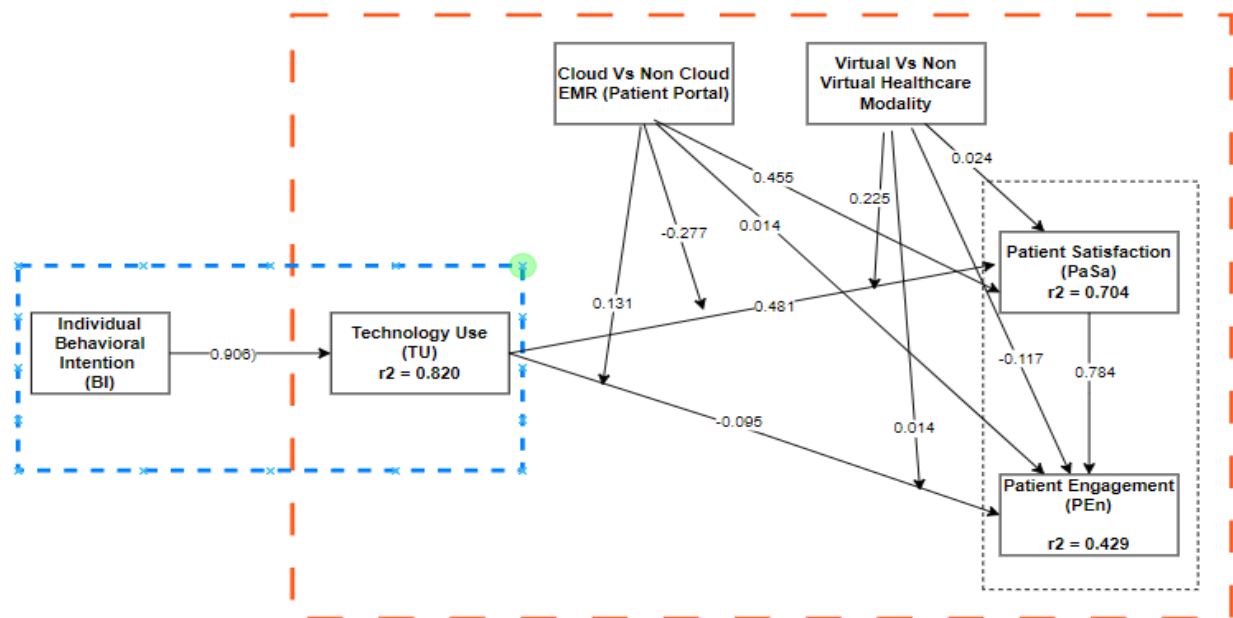 Cloud Vs Non Cloud
EMR (Patient Portal)
Virtual Vs Non
Virtual Healthcare
Modality
0.024
0.455
0.225
0.014
-0.277
Patient Satisfaction
(PaSa)
r2 = 0.704
0.131
0.481
Individual
Behavioral
Intention
(BI)
0.906)
Technology Use
(TU)
r2 = 0.820
-0.117
0.784
-0.095
0.014
Patient Engagement
(PEn)
r2 = 0.429